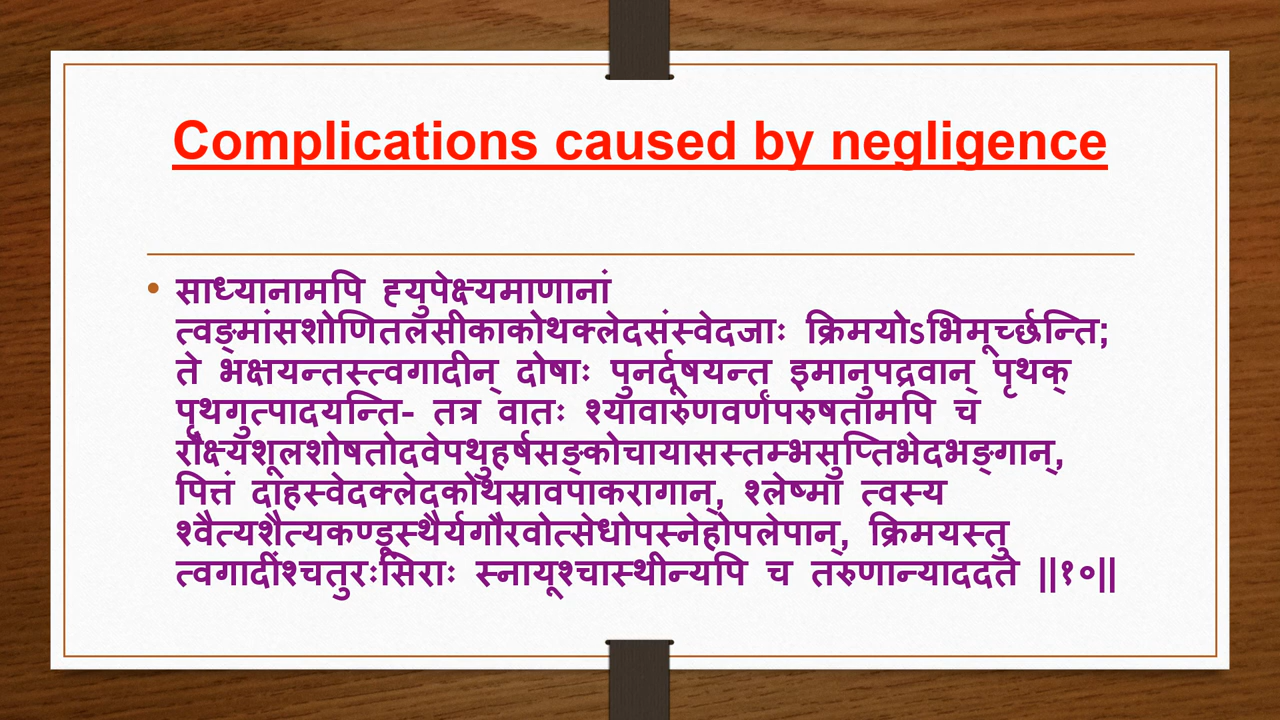 Complications caused by negligence
• साध्यानामपि ह्युपेक्ष्यमाणानां
त्वङ्मांसशोणितलसीकाकोथक्लेदसंस्वेदजाः क्रिमयोऽभिमूर्च्छन्ति;
ते भक्षयन्तस्त्वगादीन् दोषाः पुनर्दूषयन्त इमानुपद्रवान् पृथक्
पृथगुत्पादयन्ति- तत्र वातः श्यावारुणवर्णंपरुषतामपि च
रौक्ष्यशूलशोषतोदवेपथुहर्षसङ्कोचायासस्तम्भसुप्तिभेदभङ्गान्,
पित्तं दाहस्वेदक्लेदकोथस्रावपाकरागान्, श्लेष्मा त्वस्य
श्वैत्यशैत्यकण्डूस्थैर्यगौरवोत्सेधोपस्नेहोपलेपान्, क्रिमयस्तु
त्वगादींश्चतुरःसिराः स्नायूश्चास्थीन्यपि च तरुणान्याददते ||१०||